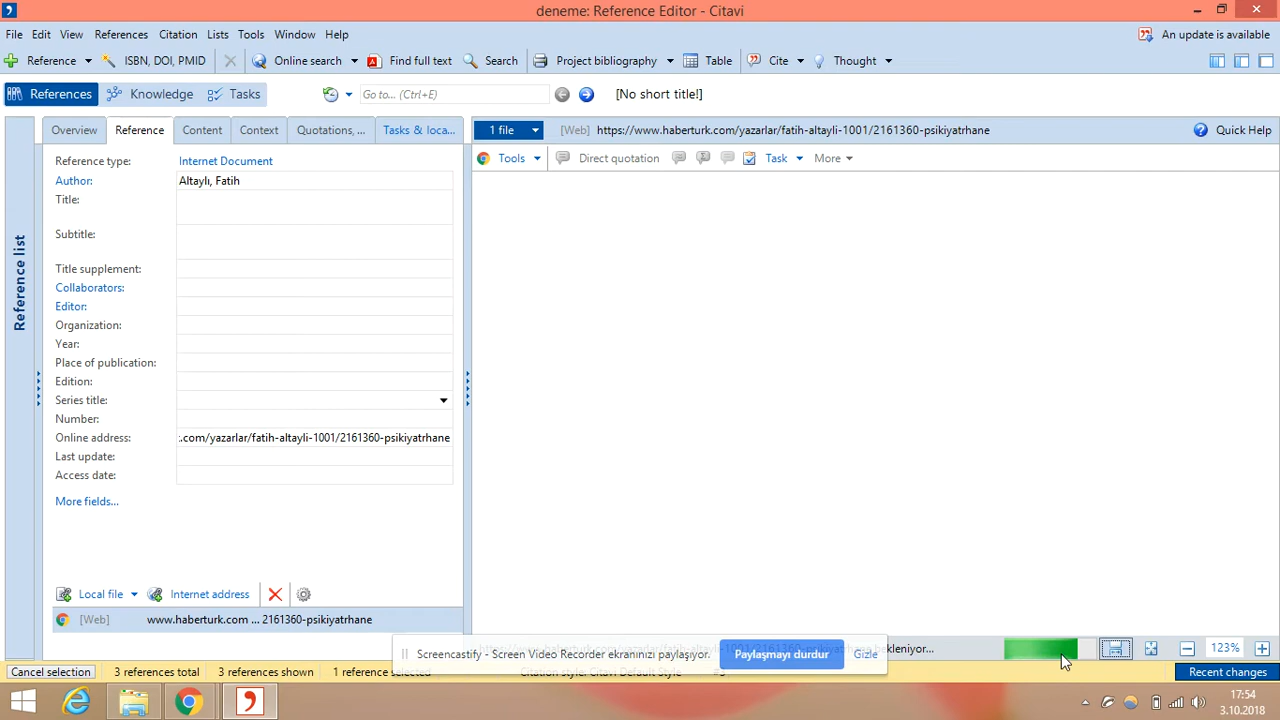 deneme: Reference Editor - Citavi
File Edit View References Citation Lists Tools Window Help An update is available
Reference ISBN, DOI, PMID Online search Find full text Search Project bibliography Table Cite Thought
References Knowledge Tasks Go to... (Ctrl+E) [No short title!]
Overview Reference Content Context Quotations, ... Tasks & loca... 1 file [Web] https://www.haberturk.com/yazarlar/fatih-altayli-1001/2161360-psikiyatrhane Quick Help
Tools Direct quotation Task More
Reference type: Internet Document
Author: Altaylı, Fatih
Title:
Subtitle:
Title supplement:
Collaborators:
Editor:
Organization:
Year:
Place of publication:
Edition:
Series title:
Number:
Online address: .com/yazarlar/fatih-altayli-1001/2161360-psikiyatrhane
Last update:
Access date:
More fields...
Local file Internet address
[Web] www.haberturk.com ... 2161360-psikiyatrhane
Screencastify - Screen Video Recorder ekranınızı paylaşıyor. Paylaşmayı durdur Gizle
123%
Cancel selection 3 references total 3 references shown 1 reference selected Citation style: Citavi Default Style Recent changes
17:54
3.10.2018